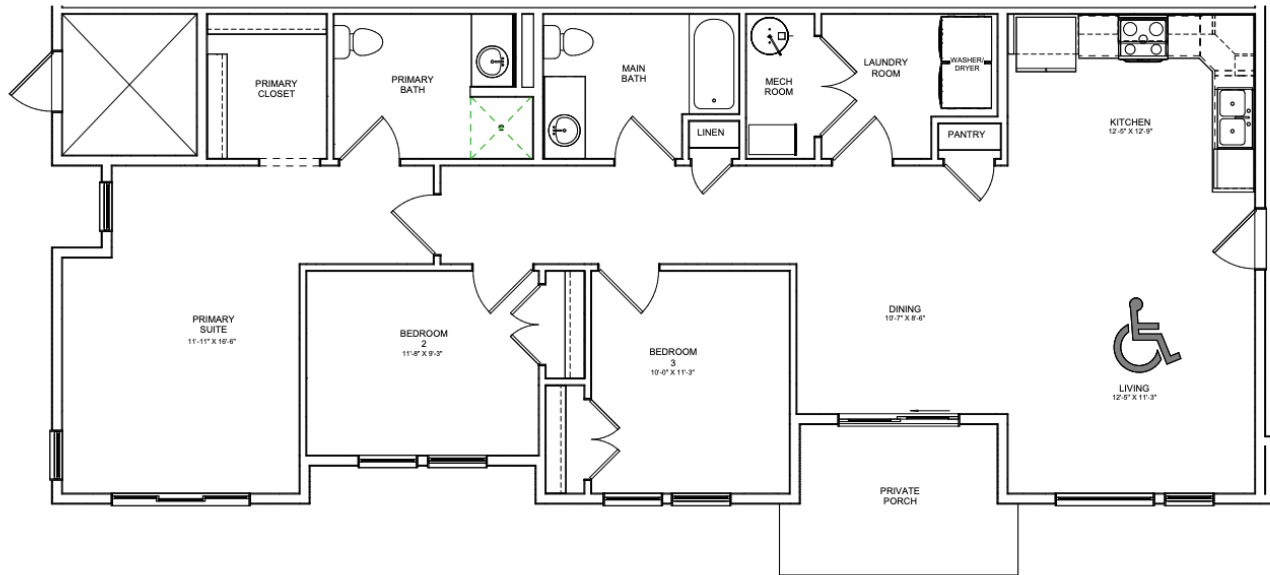 PRIMARY
CLOSET
PRIMARY
BATH
MAIN
BATH
LINEN
MECH
ROOM
LAUNDRY
ROOM
WASHER/
DRYER
PANTRY
KITCHEN
12'-5" X 12'-9"
PRIMARY
SUITE
11'-11" X 16'-6"
BEDROOM
2
11'-8" X 9'-3"
BEDROOM
3
10'-0" X 11'-3"
DINING
10'-7" X 8'-6"
LIVING
12'-5" X 11'-3"
PRIVATE
PORCH